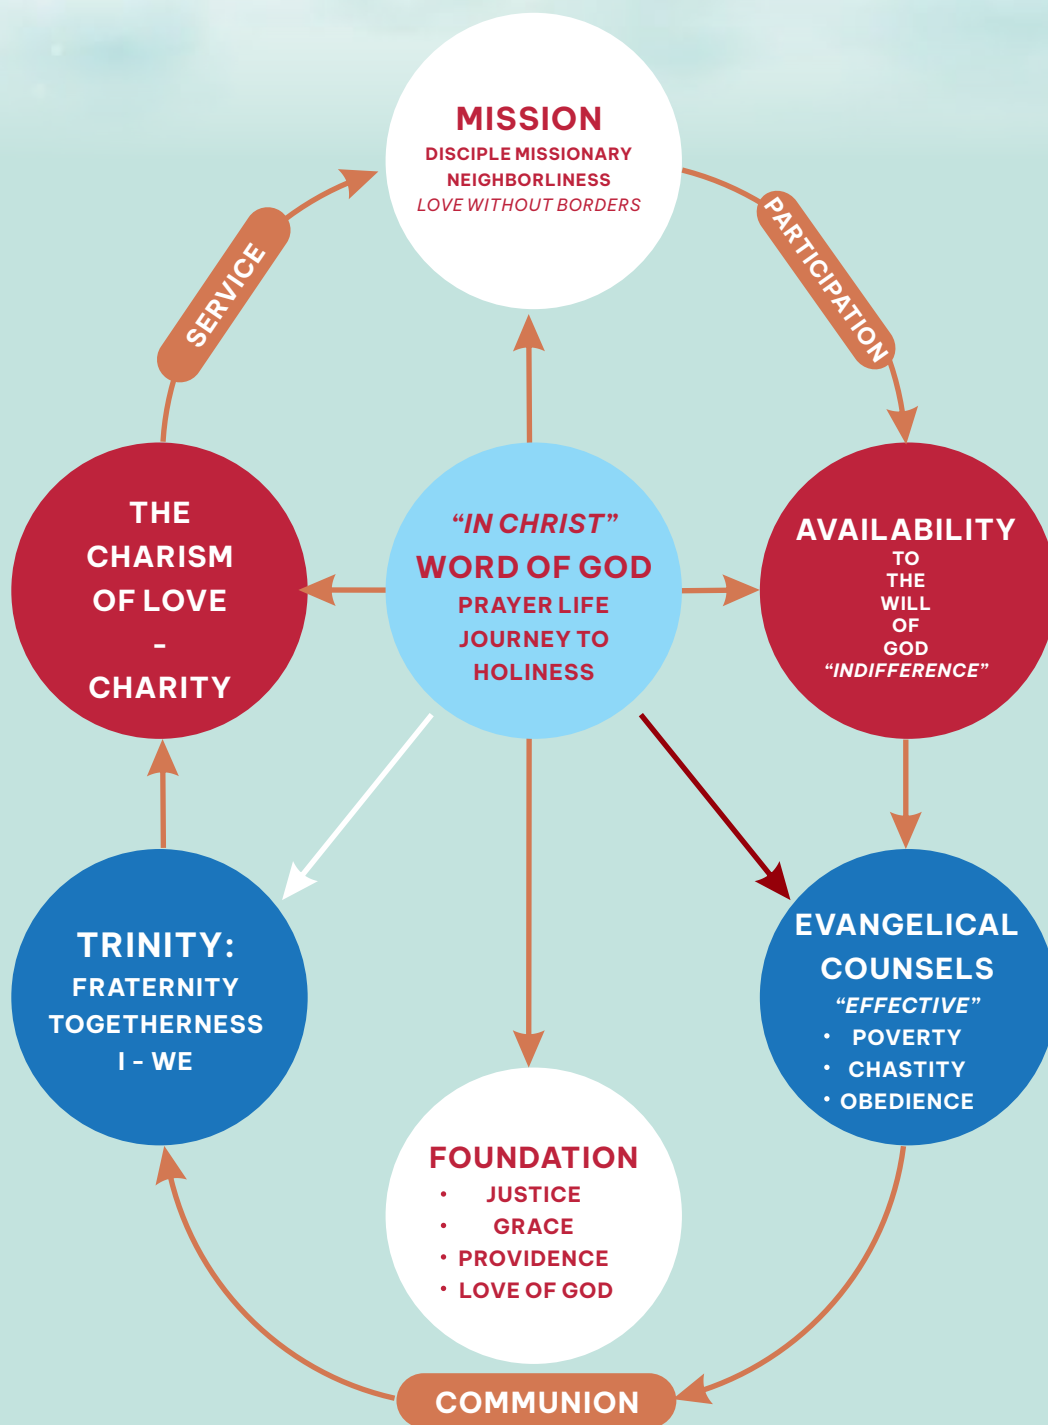 MISSION
DISCIPLE MISSIONARY
NEIGHBORLINESS
LOVE WITHOUT BORDERS
SERVICE
PARTICIPATION
THE
CHARISM
OF LOVE
-
CHARITY
“IN CHRIST”
WORD OF GOD
PRAYER LIFE
JOURNEY TO
HOLINESS
AVAILABILITY
TO
THE
WILL
OF
GOD
“INDIFFERENCE”
TRINITY:
FRATERNITY
TOGETHERNESS
I - WE
EVANGELICAL
COUNSELS
“EFFECTIVE”
• POVERTY
• CHASTITY
• OBEDIENCE
FOUNDATION
• JUSTICE
• GRACE
• PROVIDENCE
• LOVE OF GOD
COMMUNION